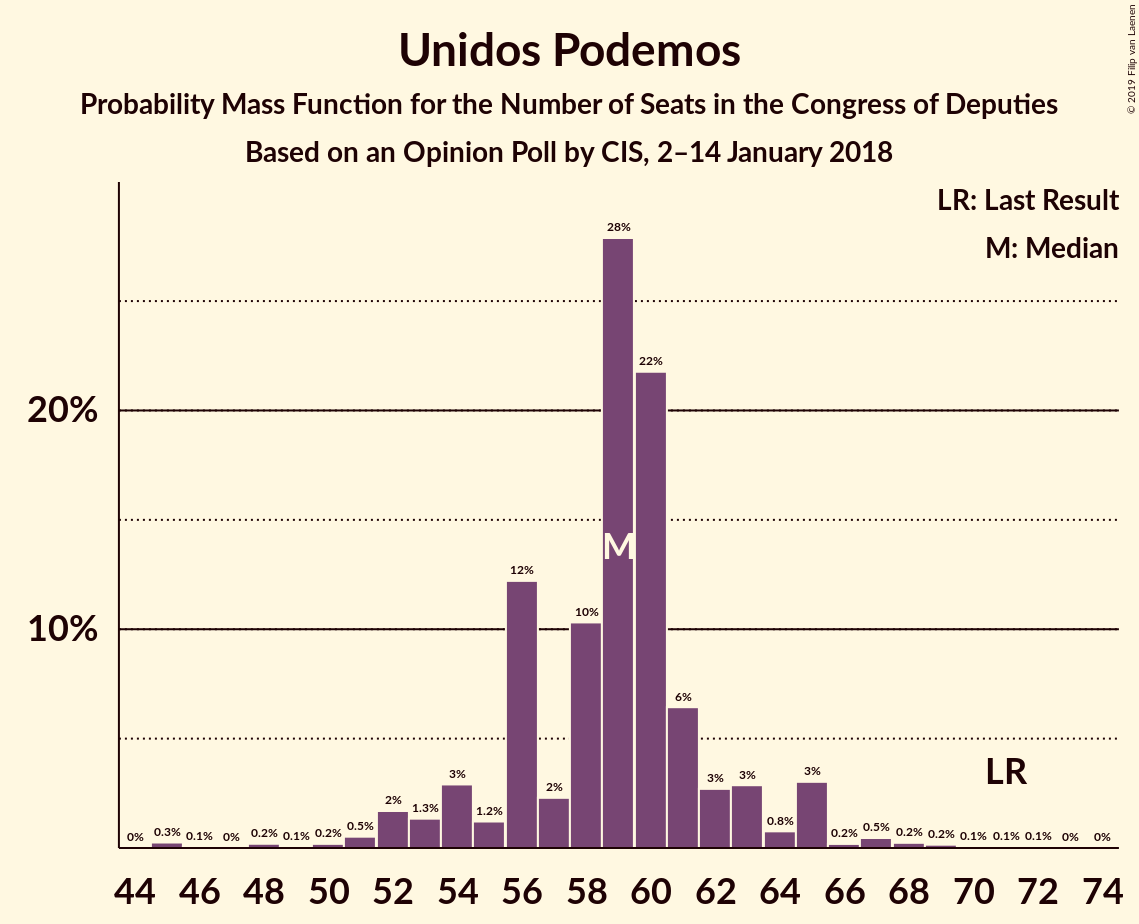 Unidos Podemos
Probability Mass Function for the Number of Seats in the Congress of Deputies
Based on an Opinion Poll by CIS, 2–14 January 2018
© 2019 Filip van Laenen
LR: Last Result
M: Median
28%
22%
20%
M
12%
10%
10%
6%
LR
3%
3%
3%
3%
2%
2%
1.3%
1.2%
0.8%
0% 0.3% 0.1% 0% 0.2% 0.1% 0.2% 0.5%
0.2% 0.5% 0.2% 0.2% 0.1% 0.1% 0.1% 0% 0%
44 46 48 50 52 54 56 58 60 62 64 66 68 70 72 74